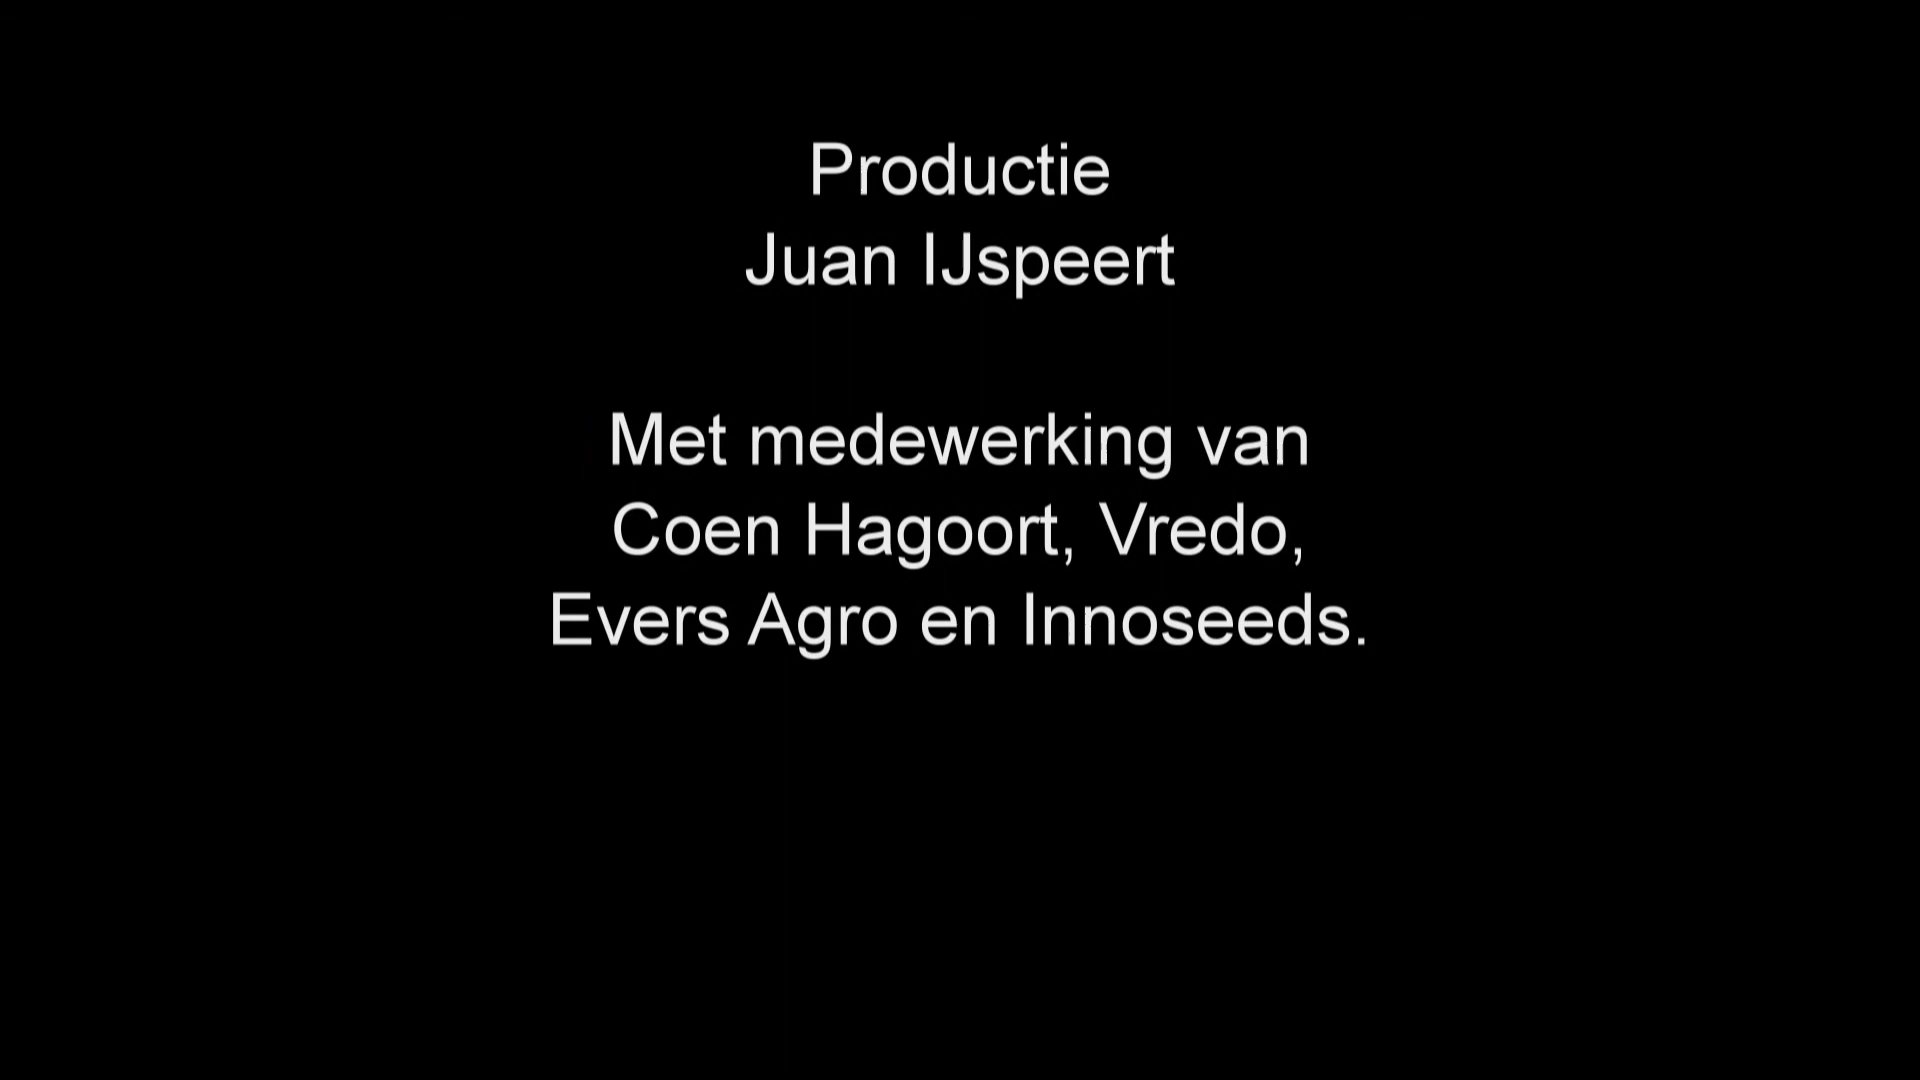 Productie
Juan IJspeert
Met medewerking van
Coen Hagoort, Vredo,
Evers Agro en Innoseeds.